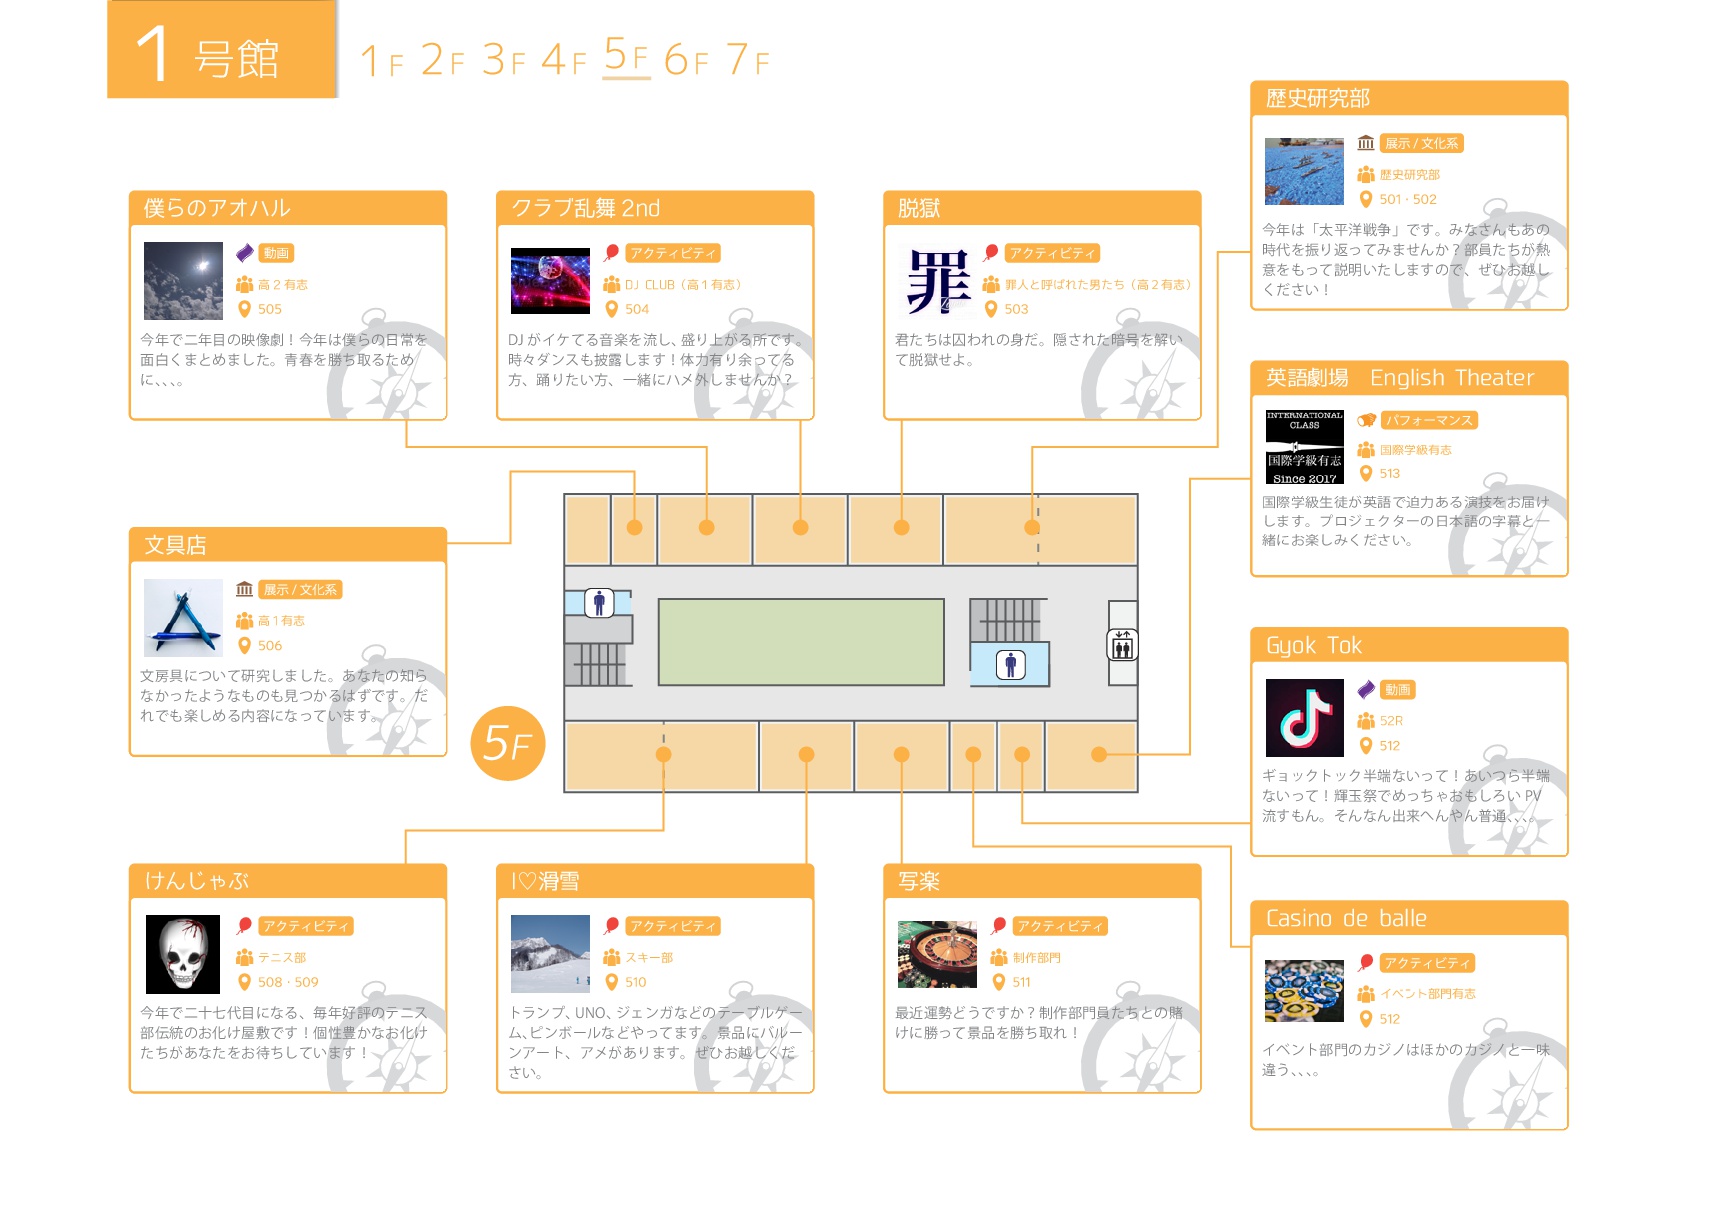 1 号館
1F 2F 3F 4F 5F 6F 7F
歴史研究部
展示 / 文化系
歴史研究部
501・502
今年は「太平洋戦争」です。みなさんもあの
時代を振り返ってみませんか？部員たちが熱
意をもって説明いたしますので、ぜひお越し
ください！
僕らのアオハル
動画
高２有志
505
今年で二年目の映像劇！今年は僕らの日常を
面白くまとめました。青春を勝ち取るため
に、、、。
クラブ乱舞 2nd
アクティビティ
DJ CLUB（高１有志）
504
DJ がイケてる音楽を流し、盛り上がる所です。
時々ダンスも披露します！体力有り余ってる
方、踊りたい方、一緒にハメ外しませんか？
脱獄
罪
アクティビティ
罪人と呼ばれた男たち（高２有志）
503
君たちは囚われの身だ。隠された暗号を解い
て脱獄せよ。
英語劇場　English Theater
INTERNATIONAL
CLASS
国際学級有志
Since 2017
パフォーマンス
国際学級有志
513
国際学級生徒が英語で迫力ある演技をお届け
します。プロジェクターの日本語の字幕と一
緒にお楽しみください。
文具店
展示 / 文化系
高１有志
506
文房具について研究しました。あなたの知ら
なかったようなものも見つかるはずです。だ
れでも楽しめる内容になっています。
5F
Gyok Tok
動画
52R
512
ギョックトック半端ないって！あいつら半端
ないって！輝玉祭でめっちゃおもしろい PV
流すもん。そんなん出来へんやん普通、、、。
けんじゃぶ
アクティビティ
テニス部
508・509
今年で二十七代目になる、毎年好評のテニス
部伝統のお化け屋敷です！個性豊かなお化け
たちがあなたをお待ちしています！
I♡滑雪
アクティビティ
スキー部
510
トランプ、UNO、ジェンガなどのテーブルゲー
ム、ピンボールなどやってます。景品にバルー
ンアート、アメがあります。ぜひお越しくだ
さい。
写楽
アクティビティ
制作部門
511
最近運勢どうですか？制作部門員たちとの賭
けに勝って景品を勝ち取れ！
Casino de balle
アクティビティ
イベント部門有志
512
イベント部門のカジノはほかのカジノと一味
違う、、、。